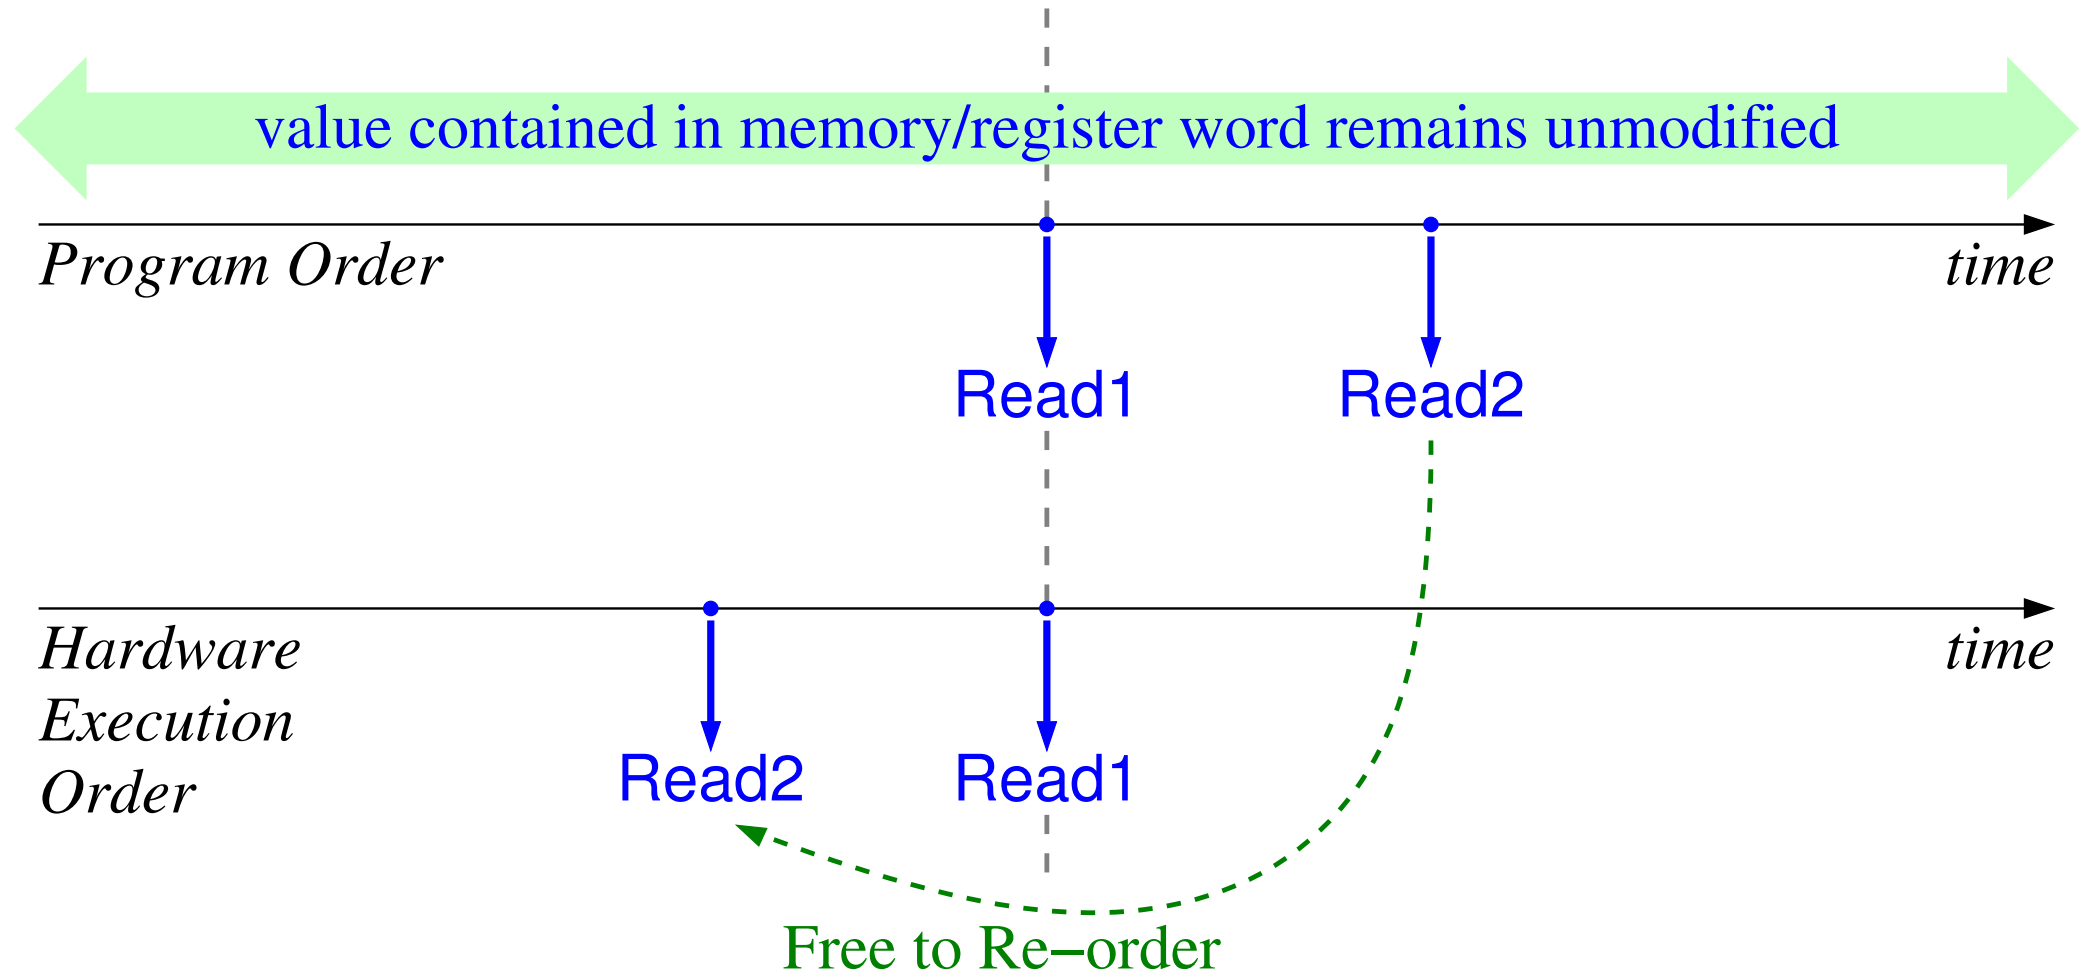 value contained in memory/register word remains unmodified
Program Order
time
Read1
Read2
Hardware
Execution
Order
time
Read2
Read1
Free to Re−order